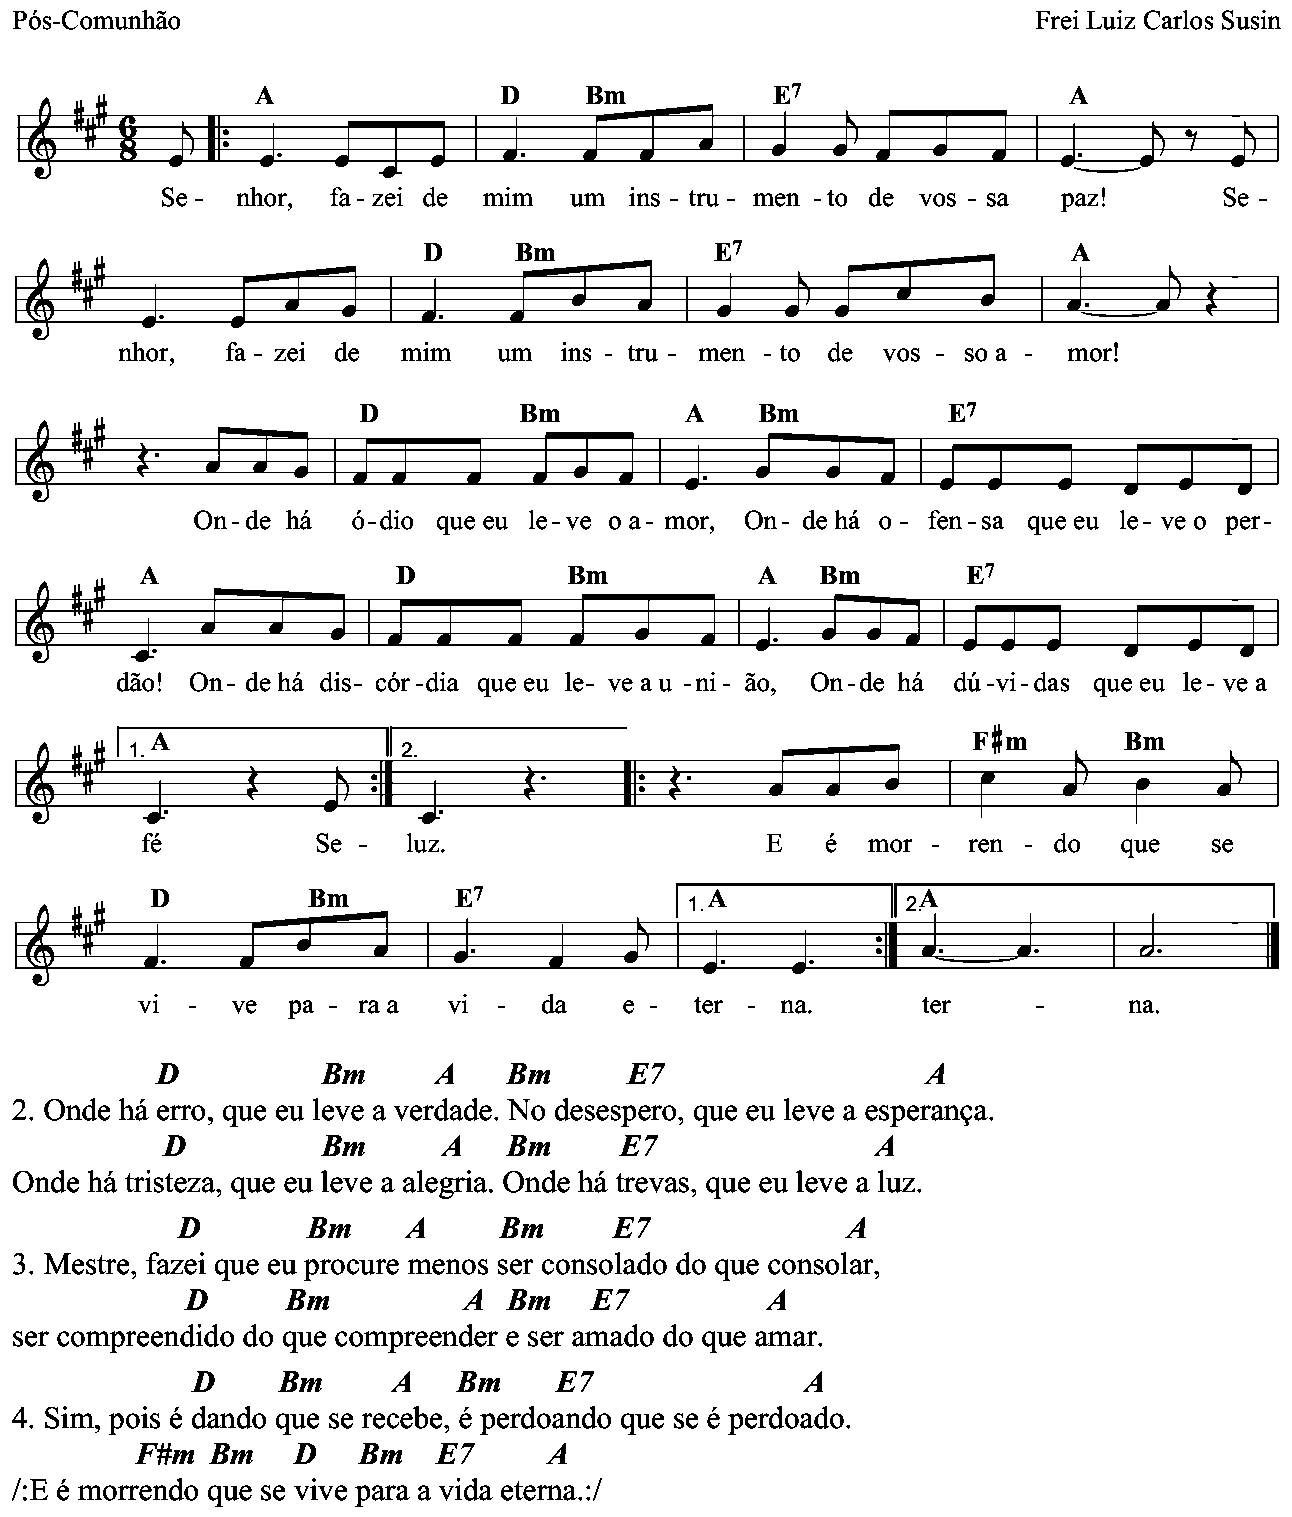 Pós-Comunhão Frei Luiz Carlos Susin
A D Bm E7 A
6
8
Se - nhor, fa - zei de mim um ins - tru - men - to de vos - sa paz! Se -
D Bm E7 A
nhor, fa - zei de mim um ins - tru - men - to de vos - so a - mor!
D Bm A Bm E7
On - de há ó - dio que eu le - ve o a - mor, On - de há o - fen - sa que eu le - ve o per -
A D Bm A Bm E7
dão! On - de há dis - cór - dia que eu le - ve a u - ni - ão, On - de há dú - vi - das que eu le - ve a
1. A 2. F#m Bm
fé Se - luz. E é mor - ren - do que se
D Bm E7 1. A 2. A
vi - ve pa - ra a vi - da e - ter - na. ter - na.
D Bm A Bm E7 A
2. Onde há erro, que eu leve a verdade. No desespero, que eu leve a esperança.
D Bm A Bm E7 A
Onde há tristeza, que eu leve a alegria. Onde há trevas, que eu leve a luz.
D Bm A Bm E7 A
3. Mestre, fazei que eu procure menos ser consolado do que consolar,
D Bm A Bm E7 A
ser compreendido do que compreender e ser amado do que amar.
D Bm A Bm E7 A
4. Sim, pois é dando que se recebe, é perdoando que se é perdoado.
F#m Bm D Bm E7 A
/:E é morrendo que se vive para a vida eterna.:/